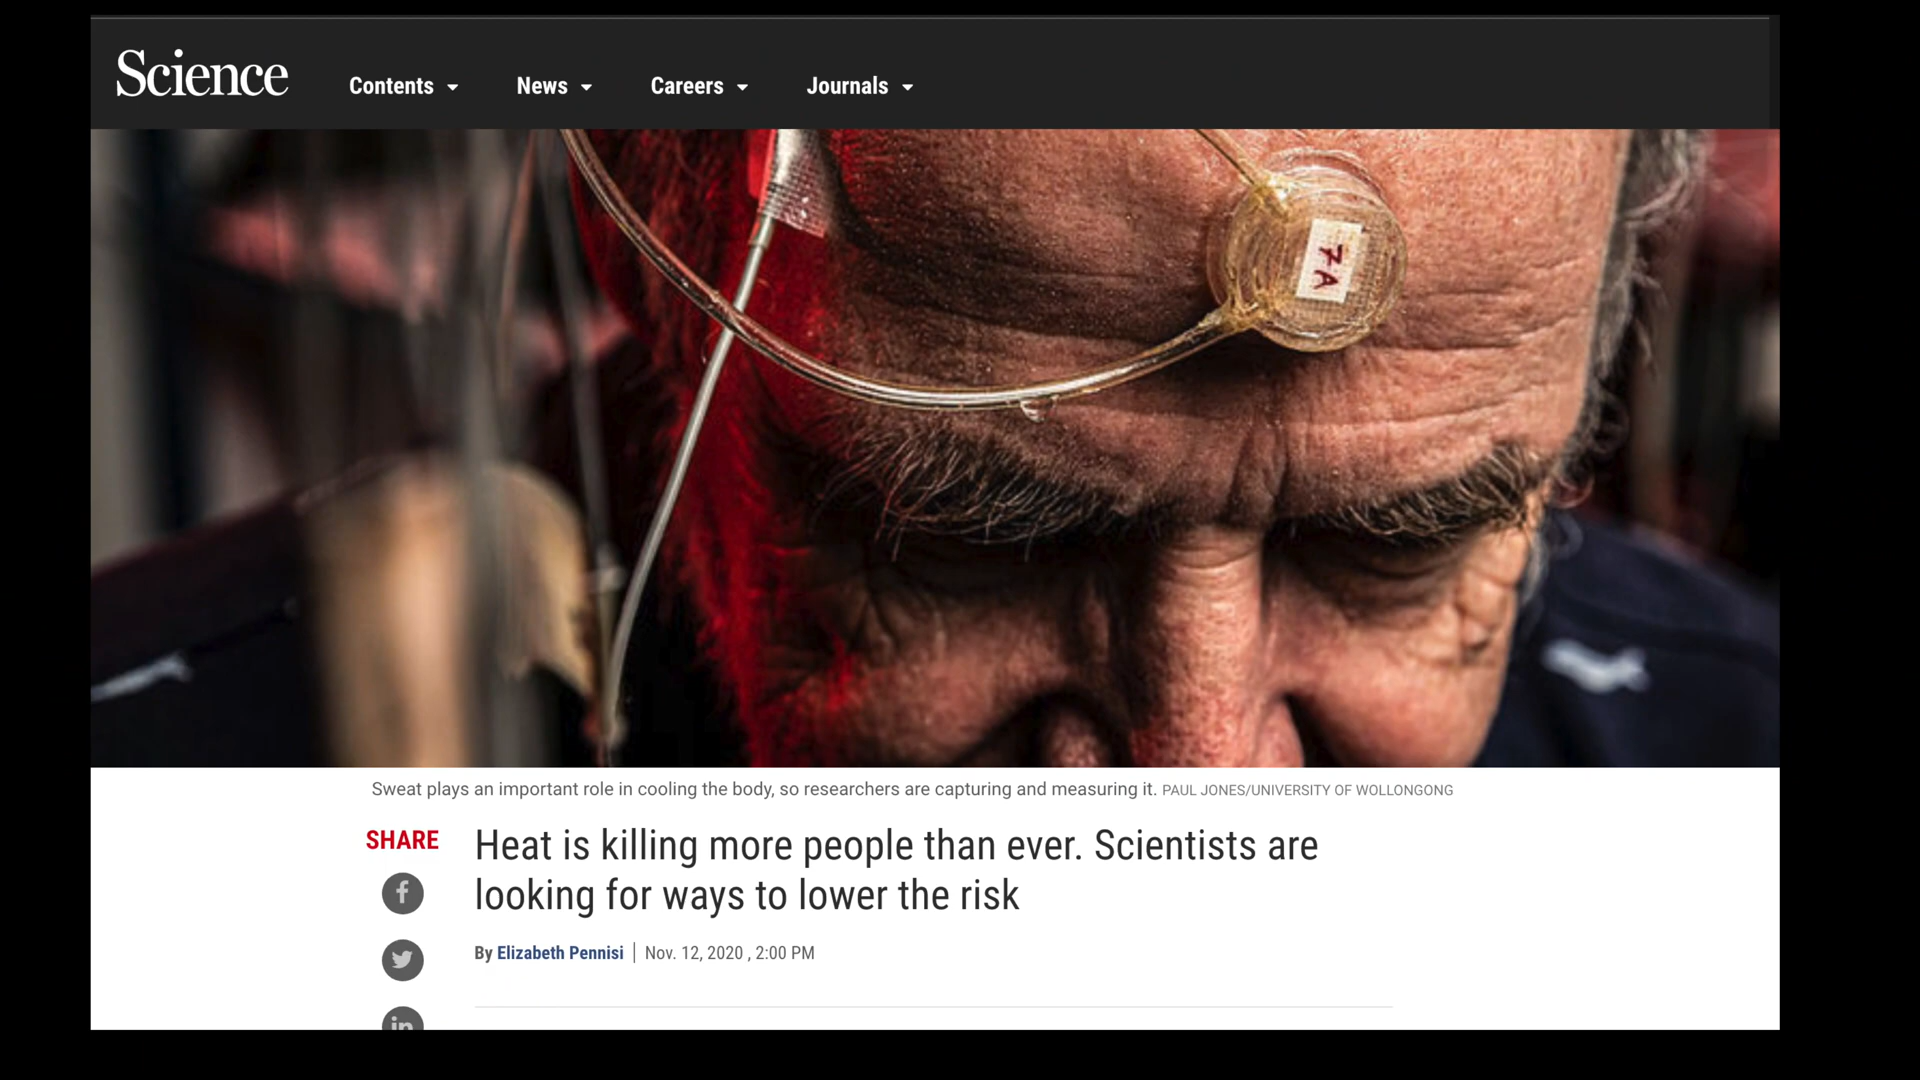 Science
Contents
News
Careers
Journals
7A
Sweat plays an important role in cooling the body, so researchers are capturing and measuring it. PAUL JONES/UNIVERSITY OF WOLLONGONG
SHARE
Heat is killing more people than ever. Scientists are
looking for ways to lower the risk
By Elizabeth Pennisi | Nov. 12, 2020 , 2:00 PM
f
in